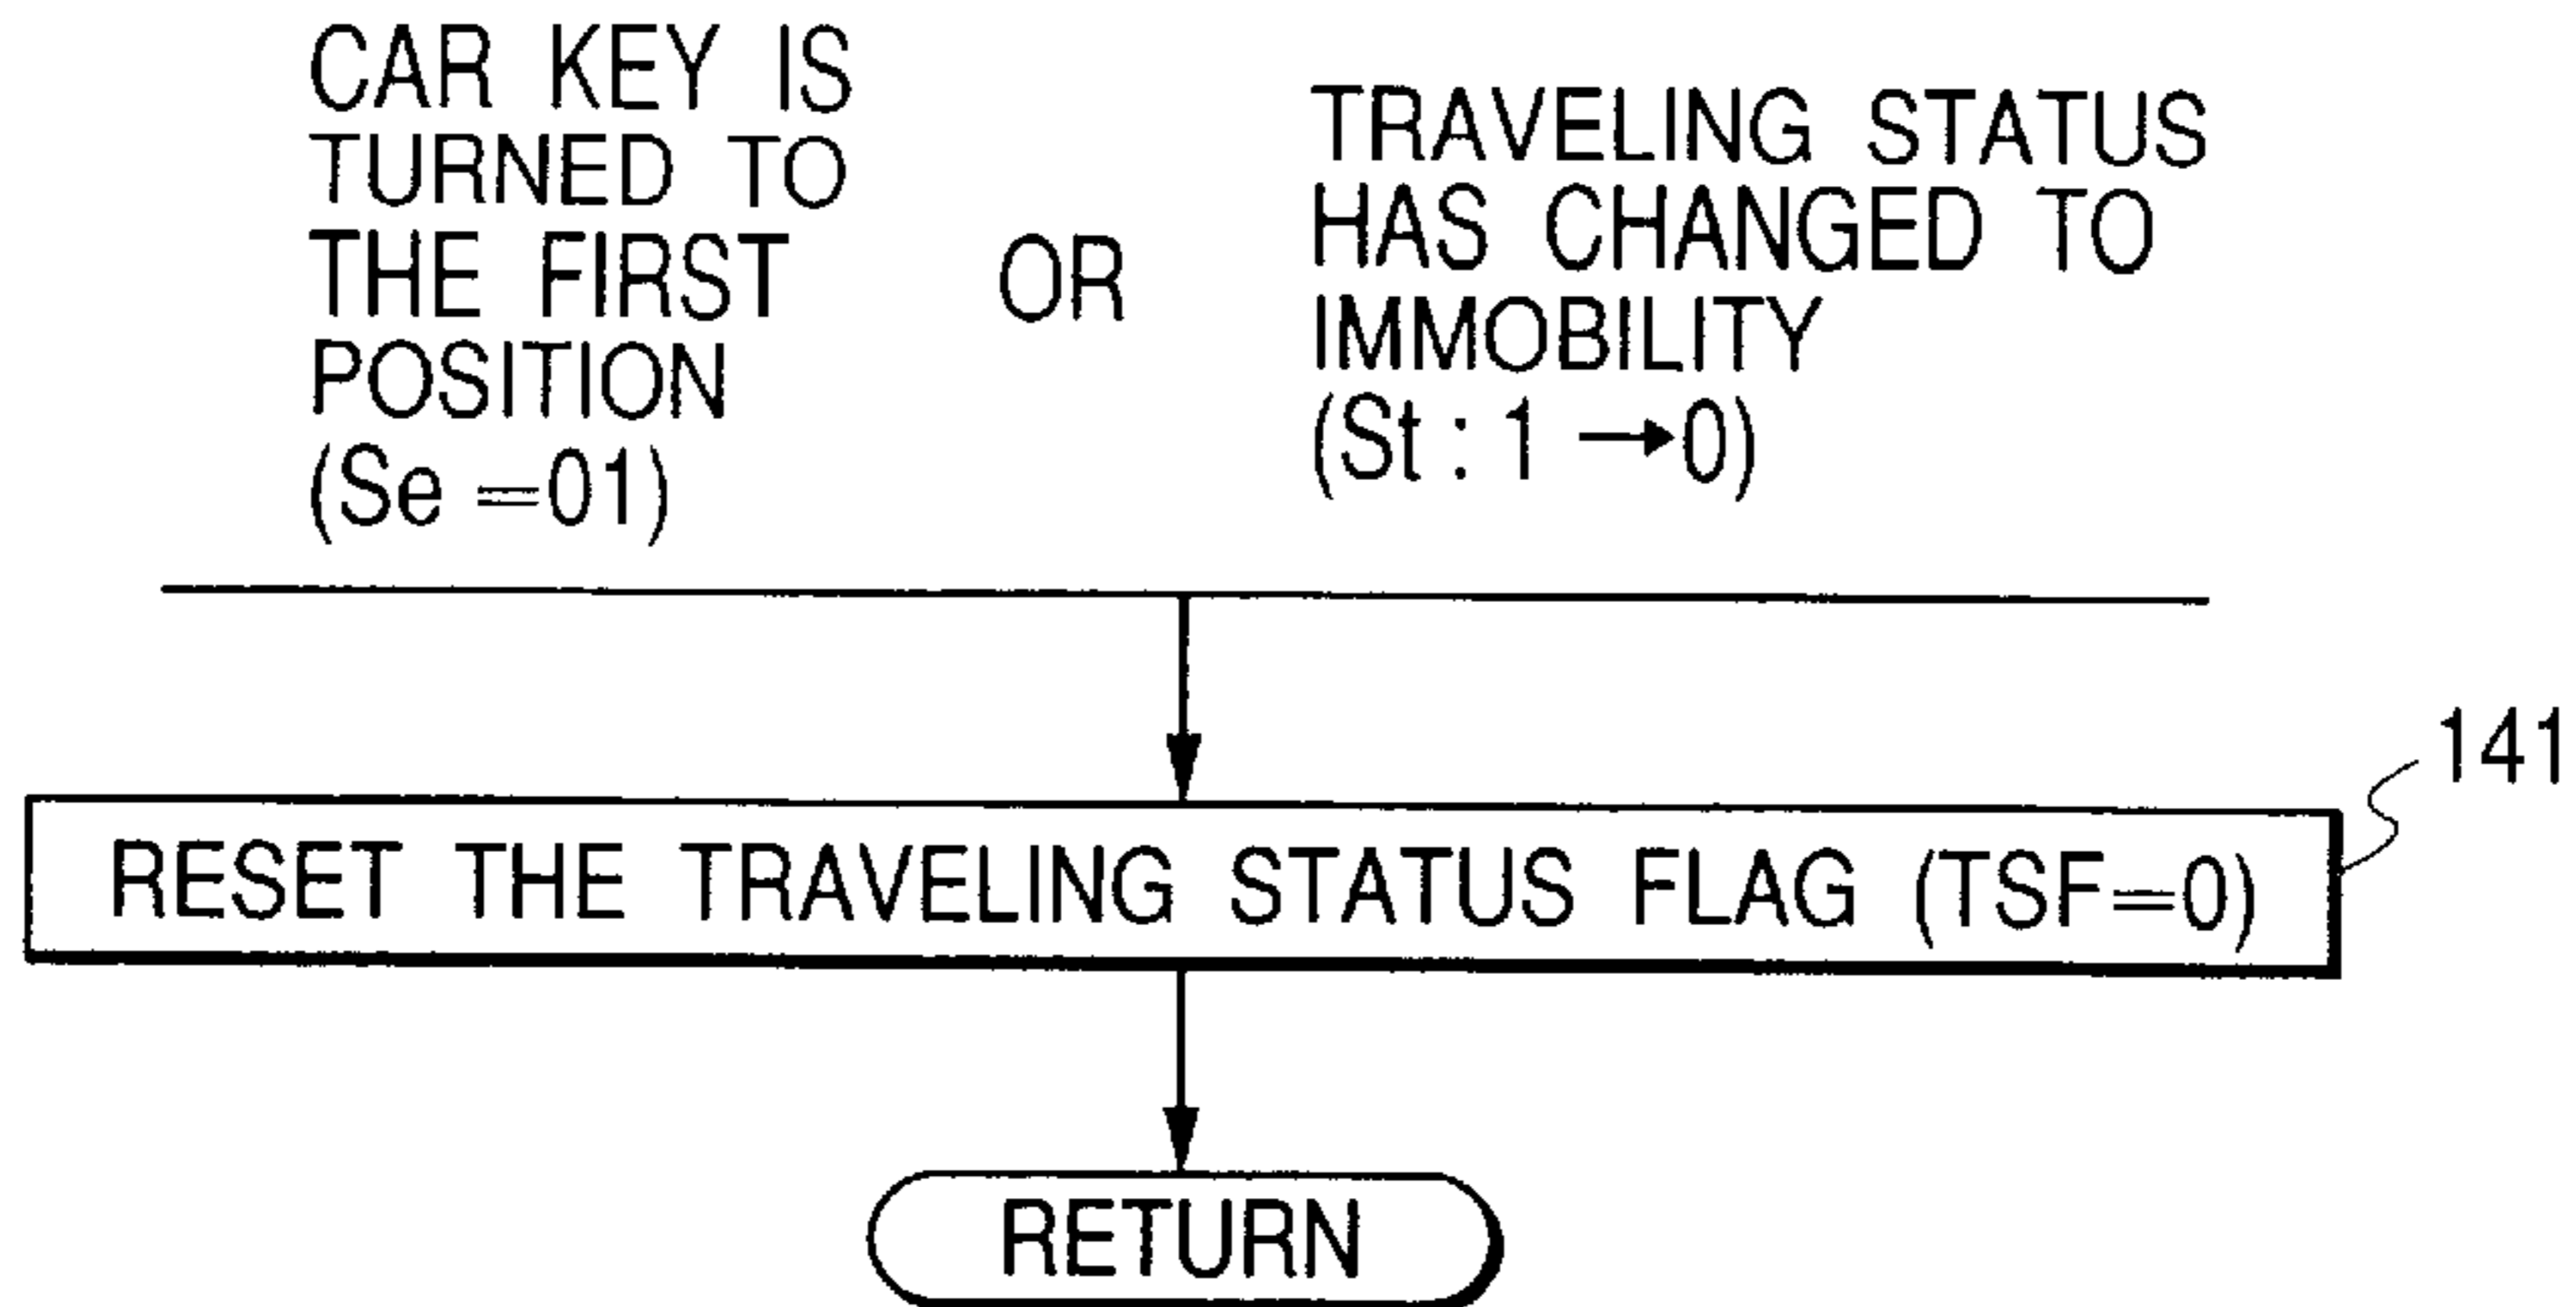 CAR KEY IS
TURNED TO
THE FIRST
POSITION
(Se =01)
OR
TRAVELING STATUS
HAS CHANGED TO
IMMOBILITY
(St : 1 →0)
141
RESET THE TRAVELING STATUS FLAG (TSF=0)
RETURN